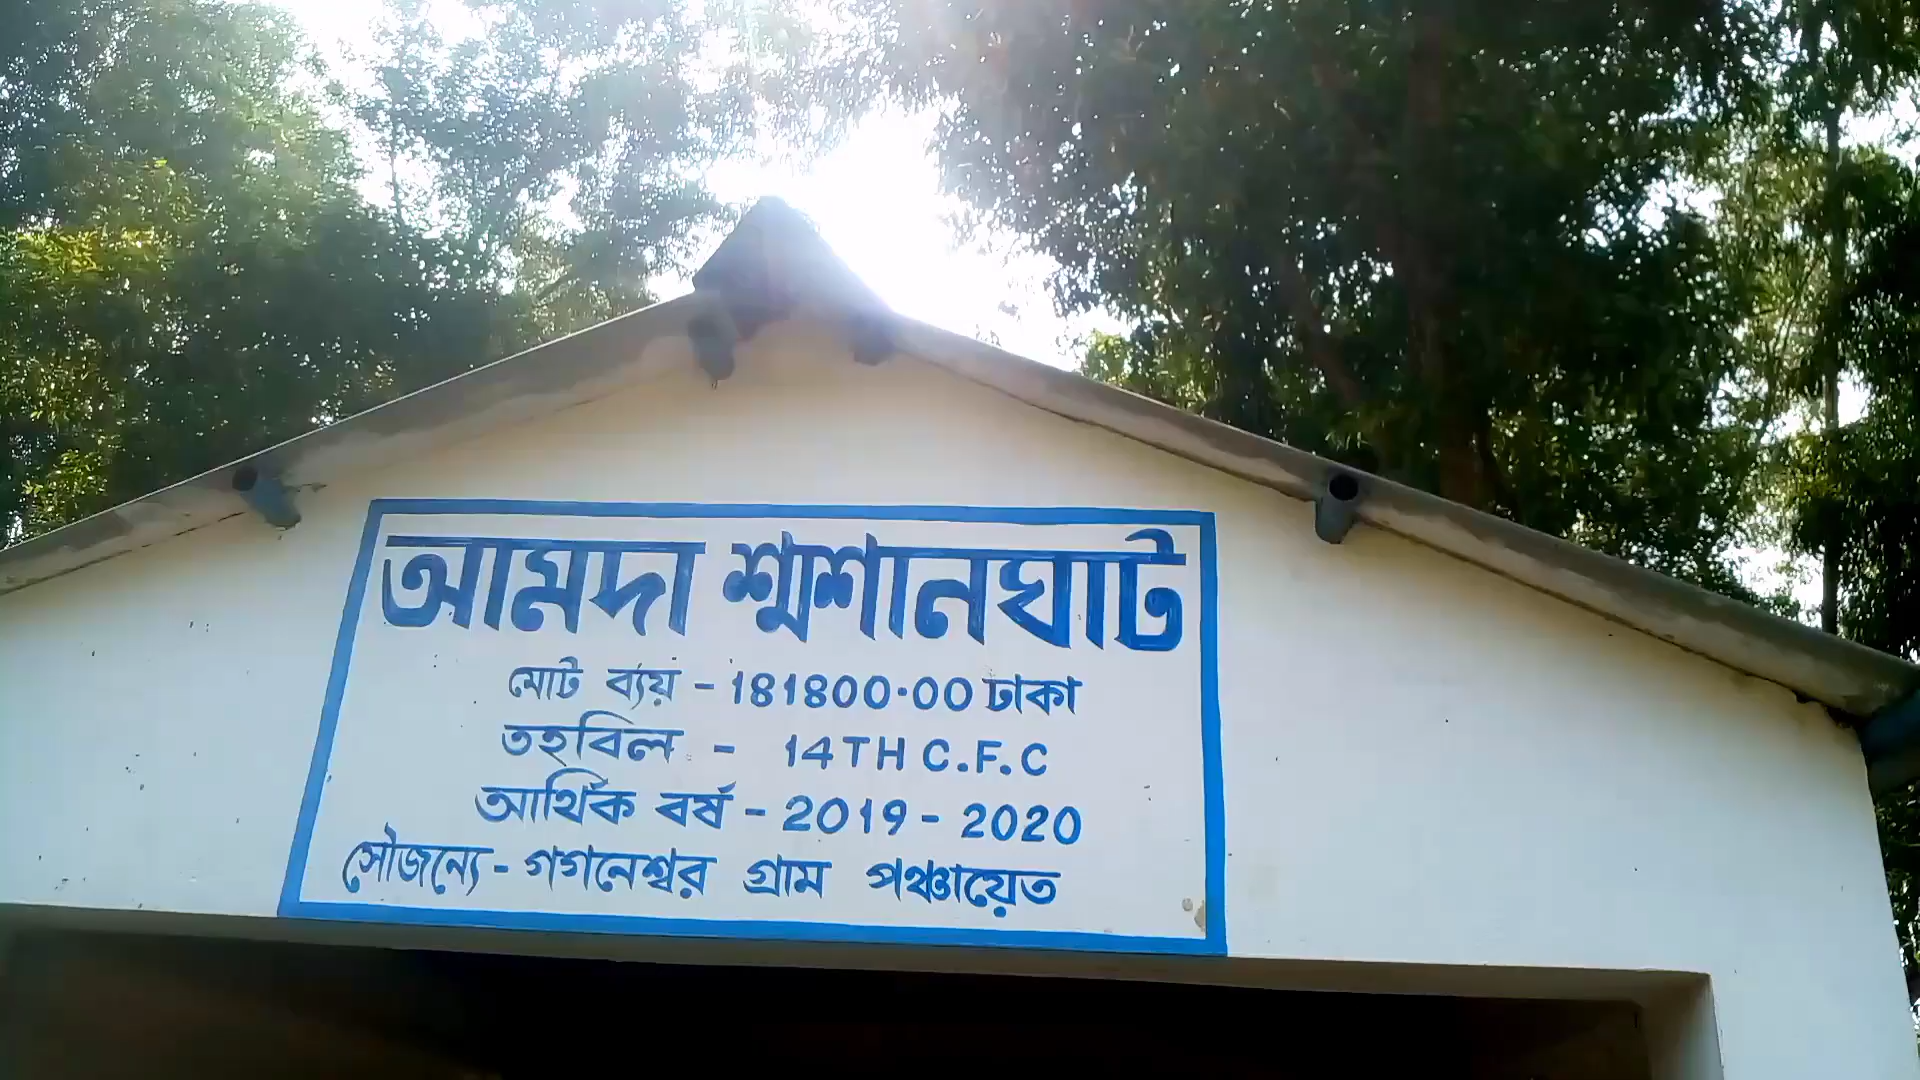 আমদা শ্মশানঘাট
মোট ব্যয় - 181800.00 টাকা
তহবিল - 14TH C.F.C
আর্থিক বর্ষ - 2019 - 2020
সৌজন্যে - গগনেশ্বর গ্রাম পঞ্চায়েত